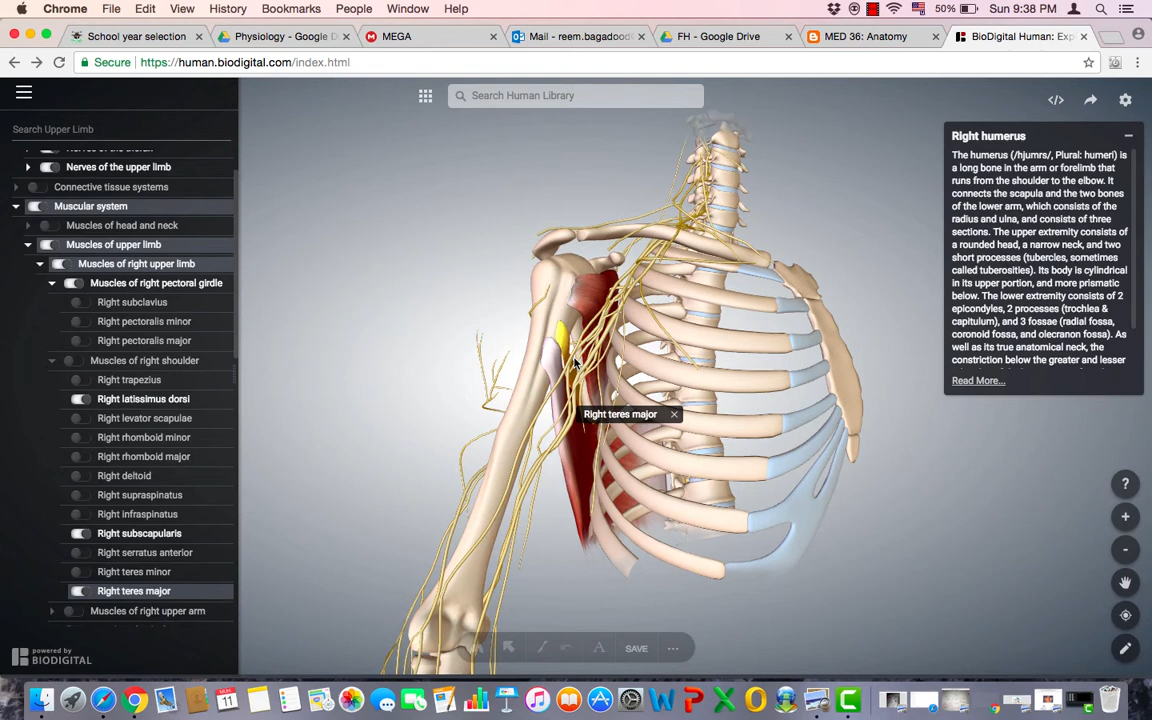 Chrome File Edit View History Bookmarks People Window Help
50% Sun 9:38 PM
School year selection
Physiology - Google D
MEGA
Mail - reem.bagadood
FH - Google Drive
MED 36: Anatomy
BioDigital Human: Exp
Secure https://human.biodigital.com/index.html
Search Human Library
Search Upper Limb
Nerves of the upper limb
Connective tissue systems
Muscular system
Muscles of head and neck
Muscles of upper limb
Muscles of right upper limb
Muscles of right pectoral girdle
Right subclavius
Right pectoralis minor
Right pectoralis major
Muscles of right shoulder
Right trapezius
Right latissimus dorsi
Right levator scapulae
Right rhomboid minor
Right rhomboid major
Right deltoid
Right supraspinatus
Right infraspinatus
Right subscapularis
Right serratus anterior
Right teres minor
Right teres major
Muscles of right upper arm
powered by
BIODIGITAL
Right teres major
SAVE
Right humerus
The humerus (/hjumrs/, Plural: humeri) is
a long bone in the arm or forelimb that
runs from the shoulder to the elbow. It
connects the scapula and the two bones
of the lower arm, which consists of the
radius and ulna, and consists of three
sections. The upper extremity consists of
a rounded head, a narrow neck, and two
short processes (tubercles, sometimes
called tuberosities). Its body is cylindrical
in its upper portion, and more prismatic
below. The lower extremity consists of 2
epicondyles, 2 processes (trochlea &
capitulum), and 3 fossae (radial fossa,
coronoid fossa, and olecranon fossa). As
well as its true anatomical neck, the
constriction below the greater and lesser
Read More...